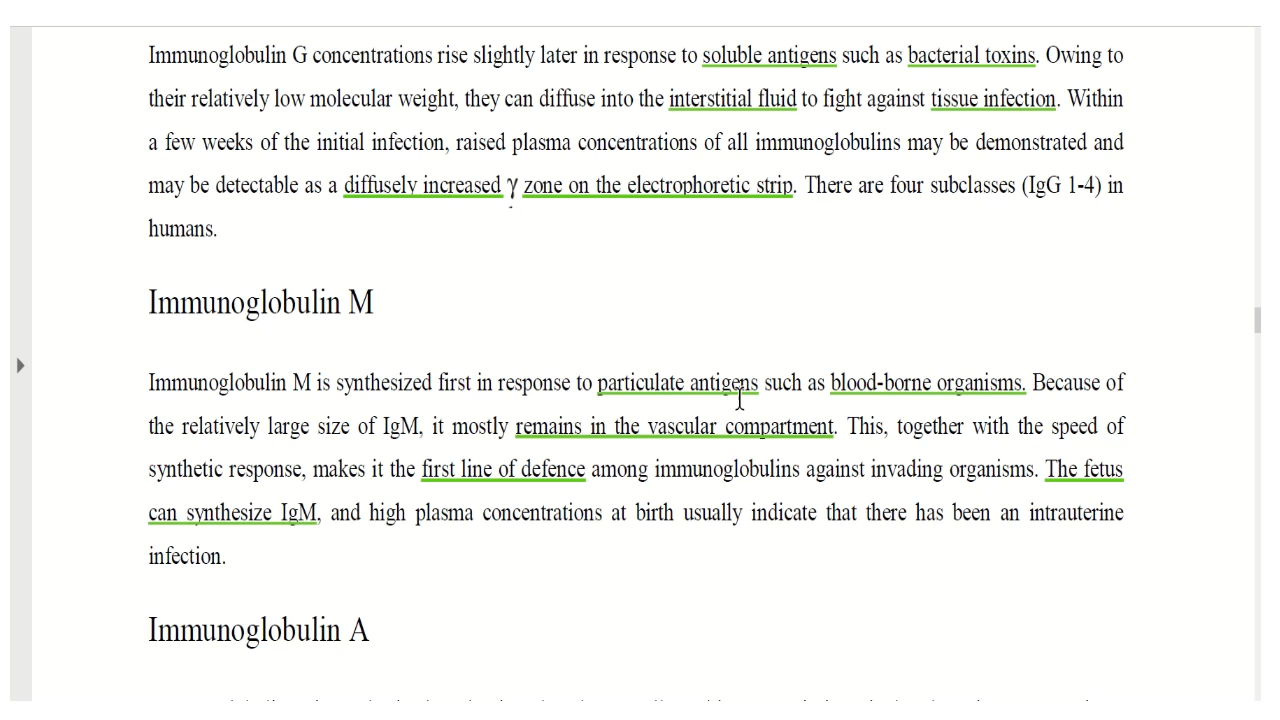 Immunoglobulin G concentrations rise slightly later in response to soluble antigens such as bacterial toxins. Owing to
their relatively low molecular weight, they can diffuse into the interstitial fluid to fight against tissue infection. Within
a few weeks of the initial infection, raised plasma concentrations of all immunoglobulins may be demonstrated and
may be detectable as a diffusely increased γ zone on the electrophoretic strip. There are four subclasses (IgG 1-4) in
humans.
Immunoglobulin M
Immunoglobulin M is synthesized first in response to particulate antigens such as blood-borne organisms. Because of
the relatively large size of IgM, it mostly remains in the vascular compartment. This, together with the speed of
synthetic response, makes it the first line of defence among immunoglobulins against invading organisms. The fetus
can synthesize IgM, and high plasma concentrations at birth usually indicate that there has been an intrauterine
infection.
Immunoglobulin A